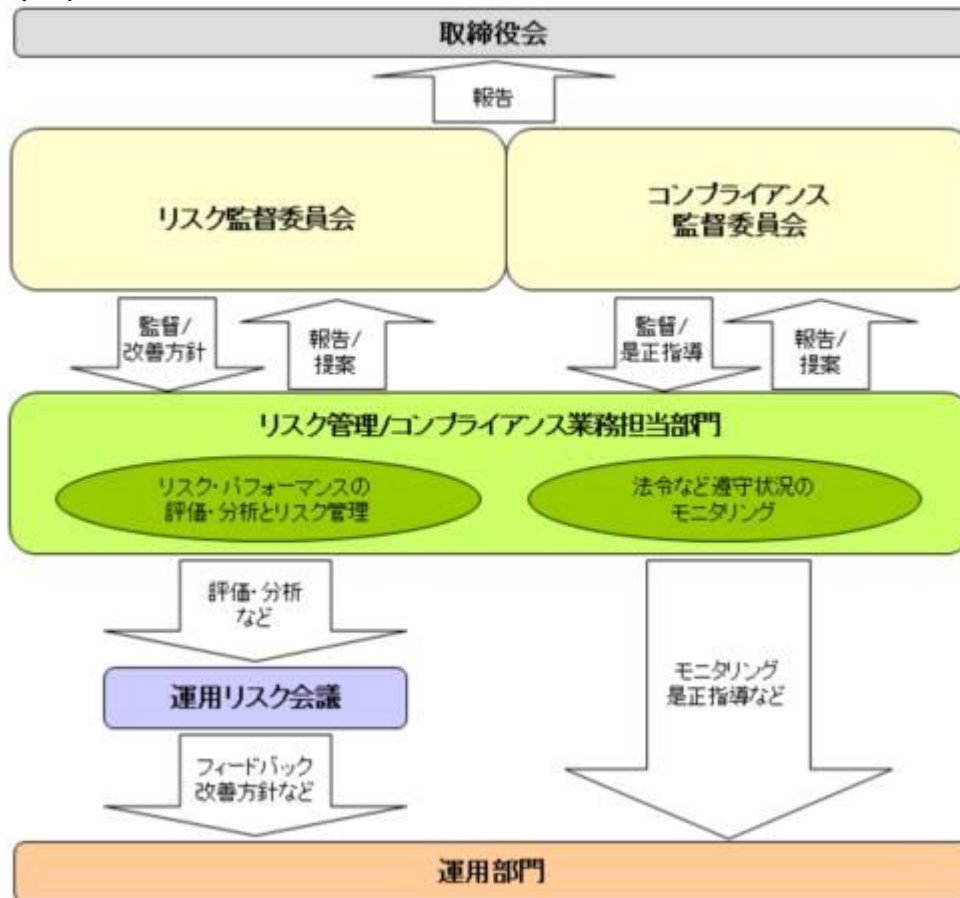 取締役会
報告
リスク監督委員会
コンプライアンス
監督委員会
監督/
改善方針
報告/
提案
監督/
是正指導
報告/
提案
リスク管理/コンプライアンス業務担当部門
リスク・パフォーマンスの
評価・分析とリスク管理
法令など遵守状況の
モニタリング
評価・分析
など
運用リスク会議
モニタリング
是正指導など
フィードバック
改善方針など
運用部門